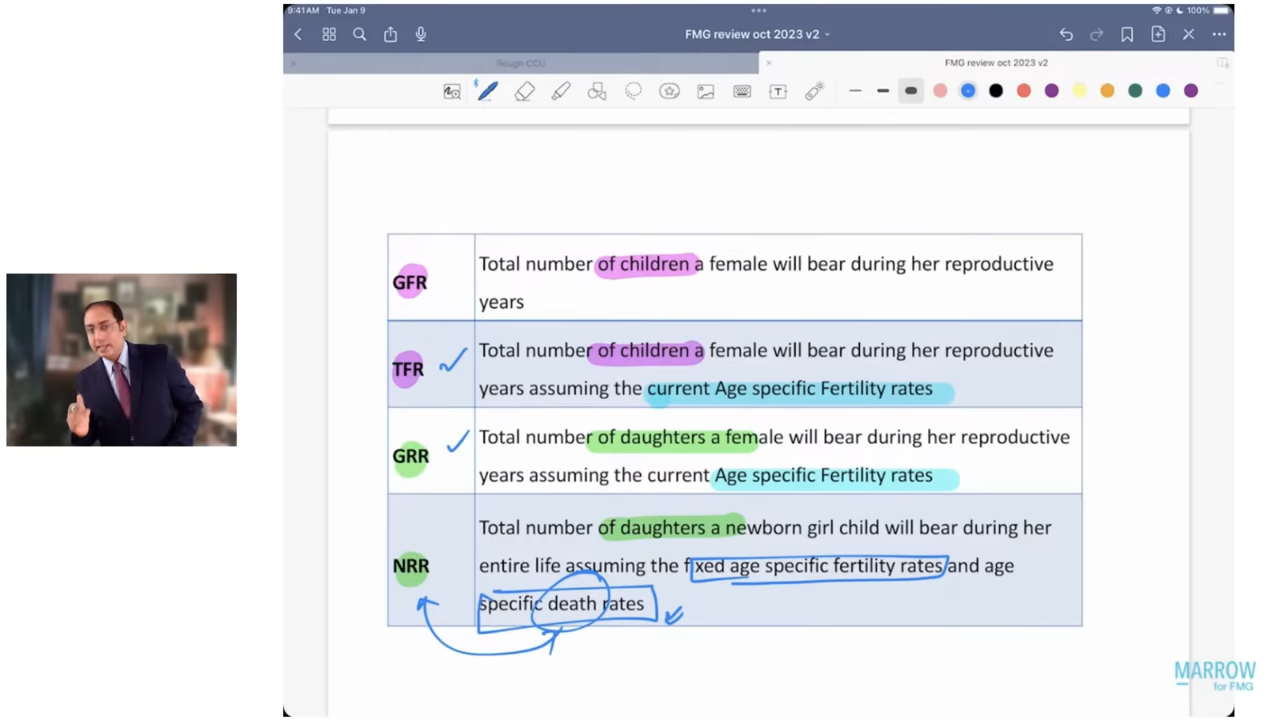 9:41AM Tue Jan 9
100%
FMG review oct 2023 v2
Rough CCU
FMG review oct 2023 v2
T
GFR
Total number of children a female will bear during her reproductive
years
TFR
Total number of children a female will bear during her reproductive
years assuming the current Age specific Fertility rates
GRR
Total number of daughters a female will bear during her reproductive
years assuming the current Age specific Fertility rates
NRR
Total number of daughters a newborn girl child will bear during her
entire life assuming the fixed age specific fertility rates and age
specific death rates
MARROW
for FMG